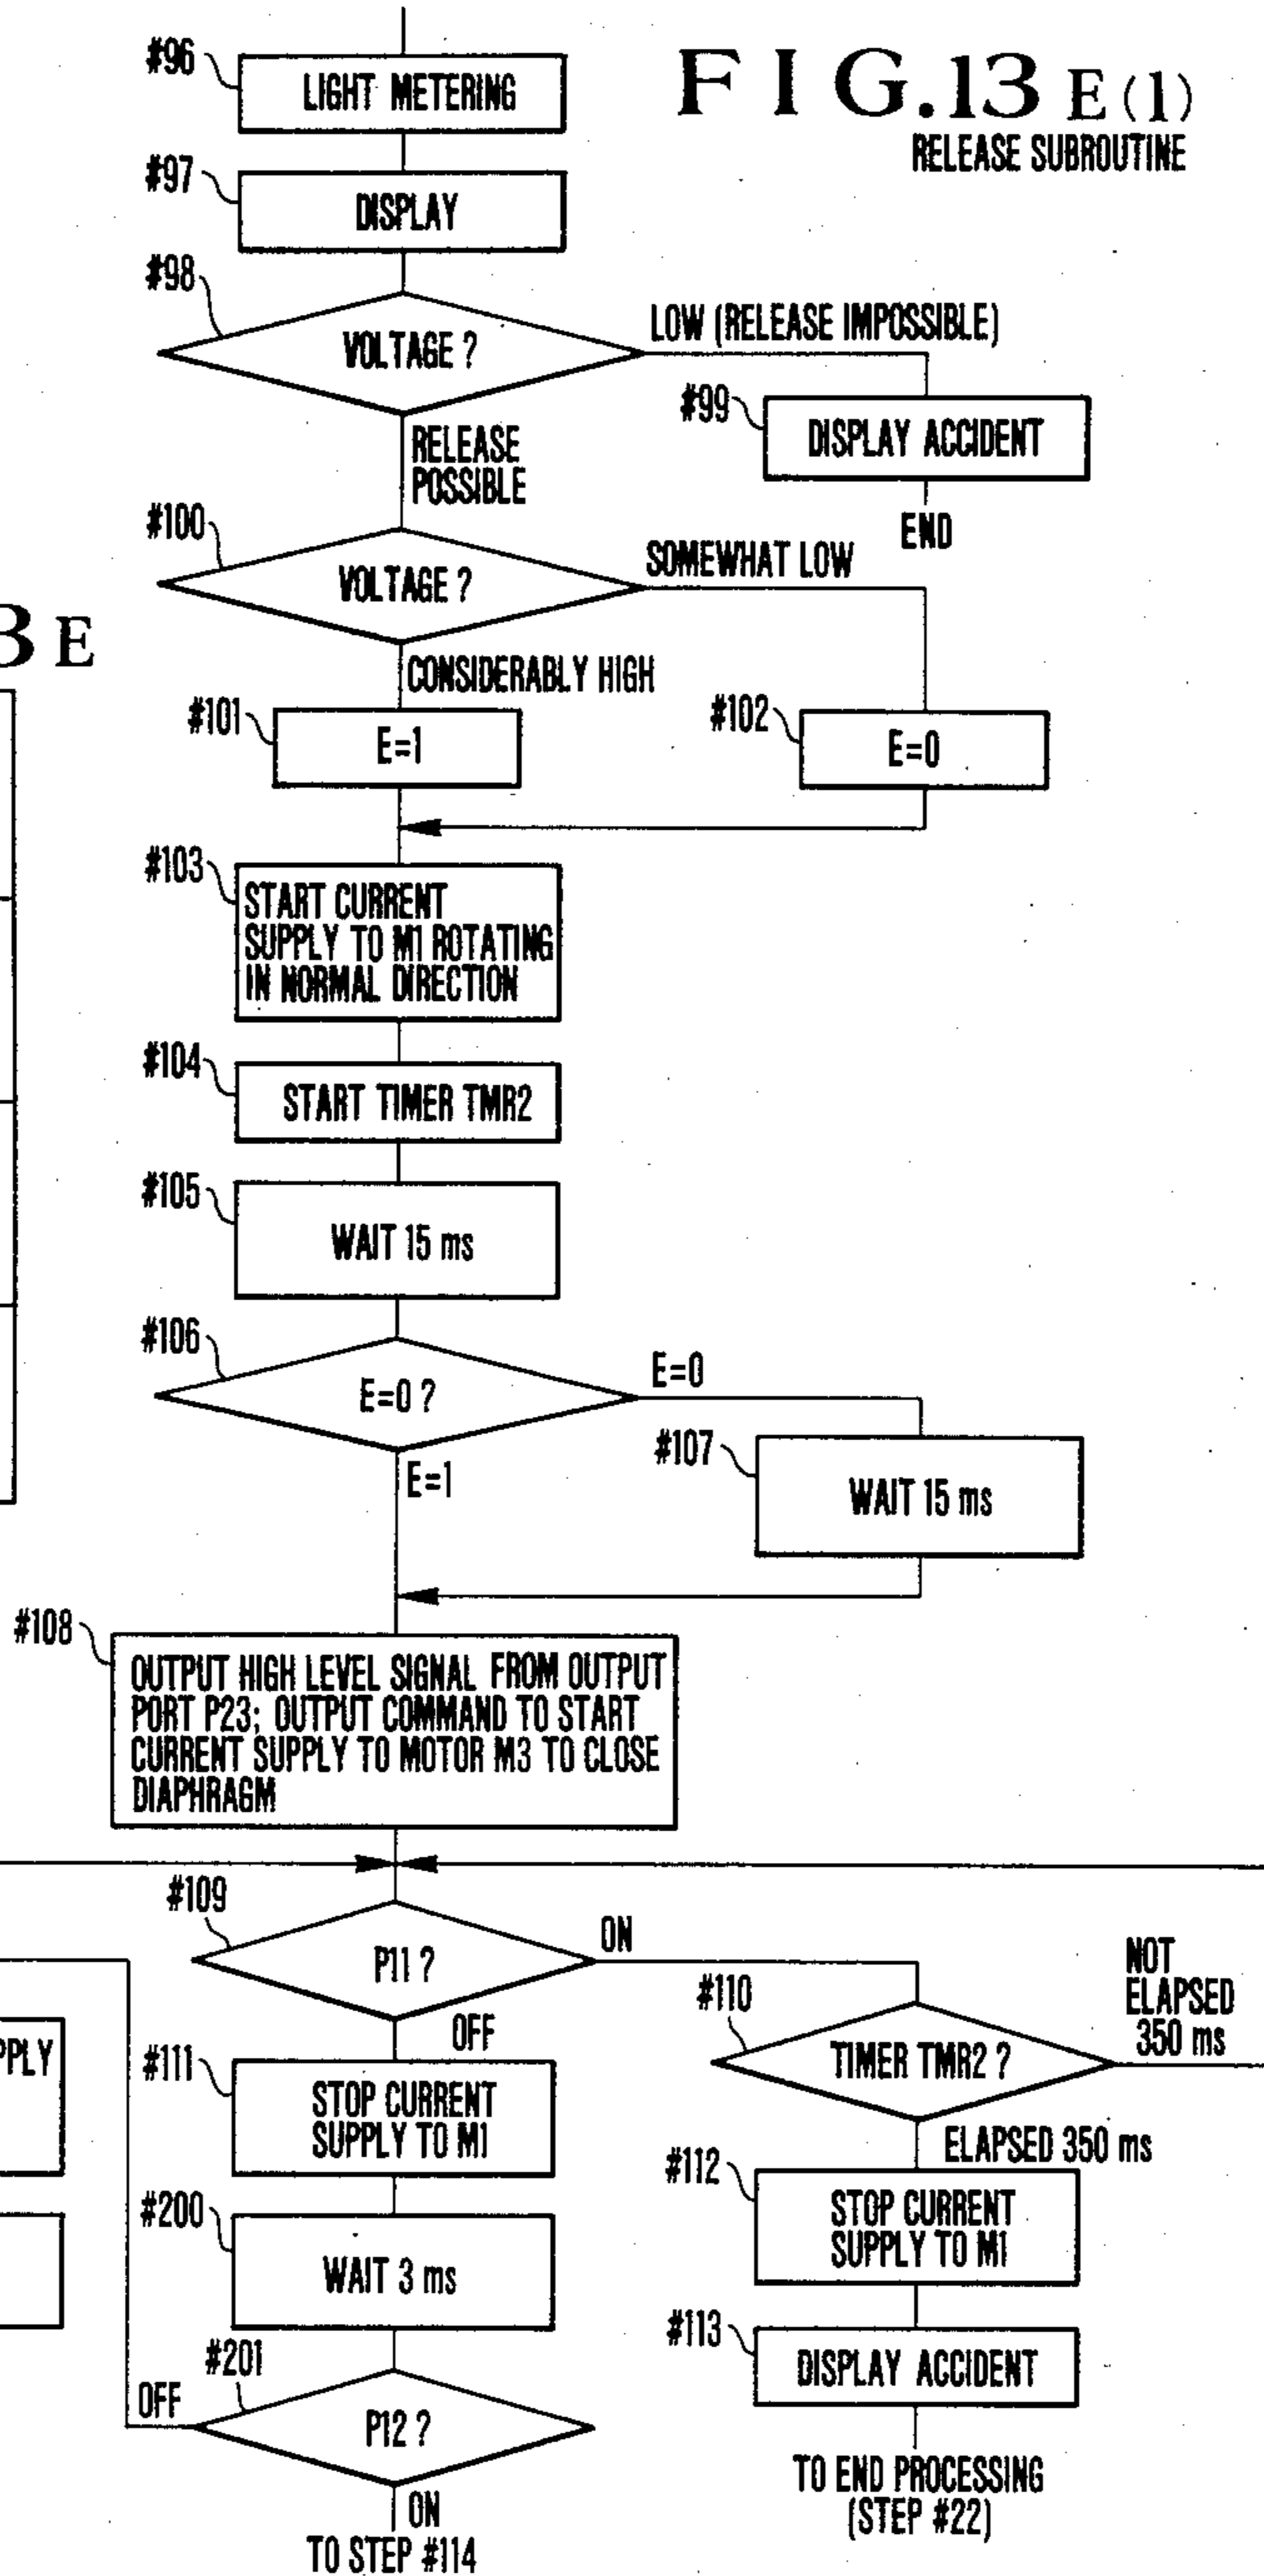 FIG.13 E(1)
RELEASE SUBROUTINE
#96
LIGHT METERING
#97
DISPLAY
#98
VOLTAGE ?
LOW (RELEASE IMPOSSIBLE)
#99
DISPLAY ACCIDENT
END
RELEASE
POSSIBLE
#100
VOLTAGE ?
SOMEWHAT LOW
CONSIDERABLY HIGH
3 E
#101
E=1
#102
E=0
#103
START CURRENT
SUPPLY TO M1 ROTATING
IN NORMAL DIRECTION
#104
START TIMER TMR2
#105
WAIT 15 ms
#106
E=0 ?
E=0
#107
WAIT 15 ms
E=1
#108
OUTPUT HIGH LEVEL SIGNAL FROM OUTPUT
PORT P23; OUTPUT COMMAND TO START
CURRENT SUPPLY TO MOTOR M3 TO CLOSE
DIAPHRAGM
#109
P11 ?
ON
OFF
#110
TIMER TMR2 ?
NOT
ELAPSED
350 ms
ELAPSED 350 ms
PPLY
#111
STOP CURRENT
SUPPLY TO M1
#112
STOP CURRENT
SUPPLY TO M1
#200
WAIT 3 ms
#113
DISPLAY ACCIDENT
TO END PROCESSING
(STEP #22)
#201
P12 ?
OFF
ON
TO STEP #114